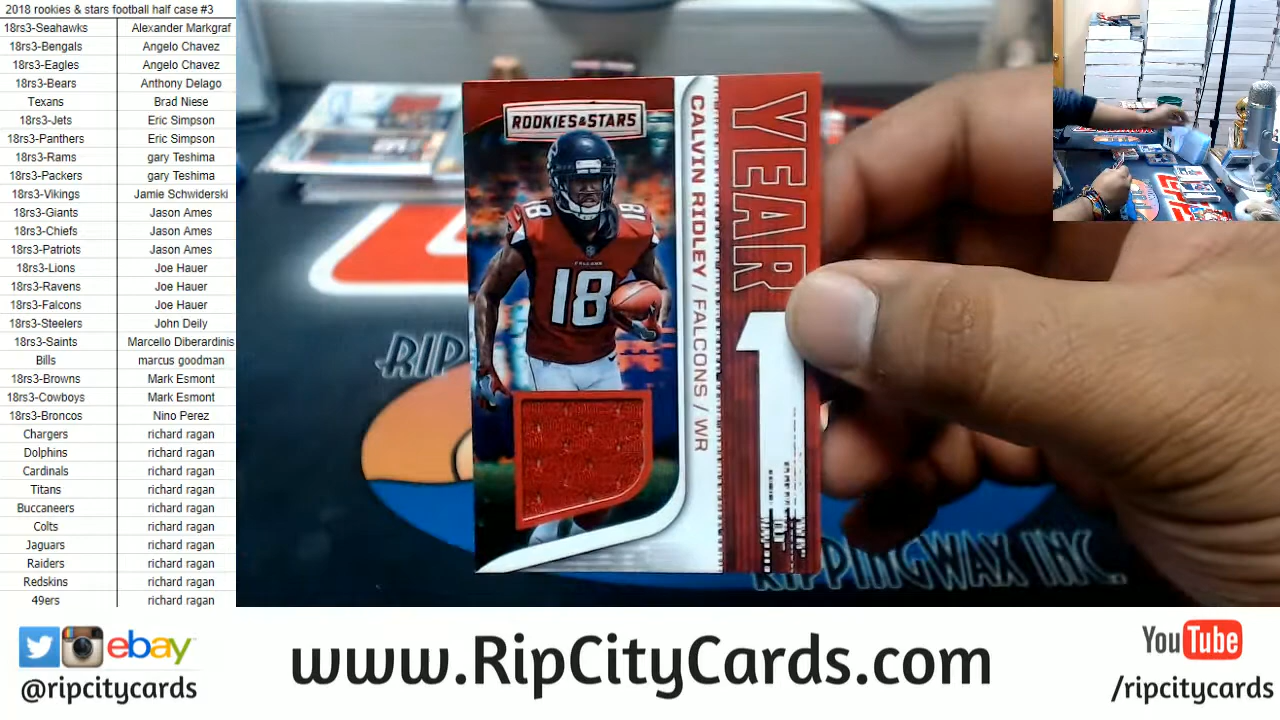 2018 rookies & stars football half case #3
18rs3-Seahawks Alexander Markgraf
18rs3-Bengals Angelo Chavez
18rs3-Eagles Angelo Chavez
18rs3-Bears Anthony Delago
Texans Brad Niese
18rs3-Jets Eric Simpson
18rs3-Panthers Eric Simpson
18rs3-Rams gary Teshima
18rs3-Packers gary Teshima
18rs3-Vikings Jamie Schwiderski
18rs3-Giants Jason Ames
18rs3-Chiefs Jason Ames
18rs3-Patriots Jason Ames
18rs3-Lions Joe Hauer
18rs3-Ravens Joe Hauer
18rs3-Falcons Joe Hauer
18rs3-Steelers John Deily
18rs3-Saints Marcello Diberardinis
Bills marcus goodman
18rs3-Browns Mark Esmont
18rs3-Cowboys Mark Esmont
18rs3-Broncos Nino Perez
Chargers richard ragan
Dolphins richard ragan
Cardinals richard ragan
Titans richard ragan
Buccaneers richard ragan
Colts richard ragan
Jaguars richard ragan
Raiders richard ragan
Redskins richard ragan
49ers richard ragan
ROOKIES & STARS
18 18
FALCONS
18
CALVIN RIDLEY / FALCONS / WR
YEAR
1
RIP
RIPPINGWAX INC.
ebay
@ripcitycards
www.RipCityCards.com
YouTube
/ripcitycards